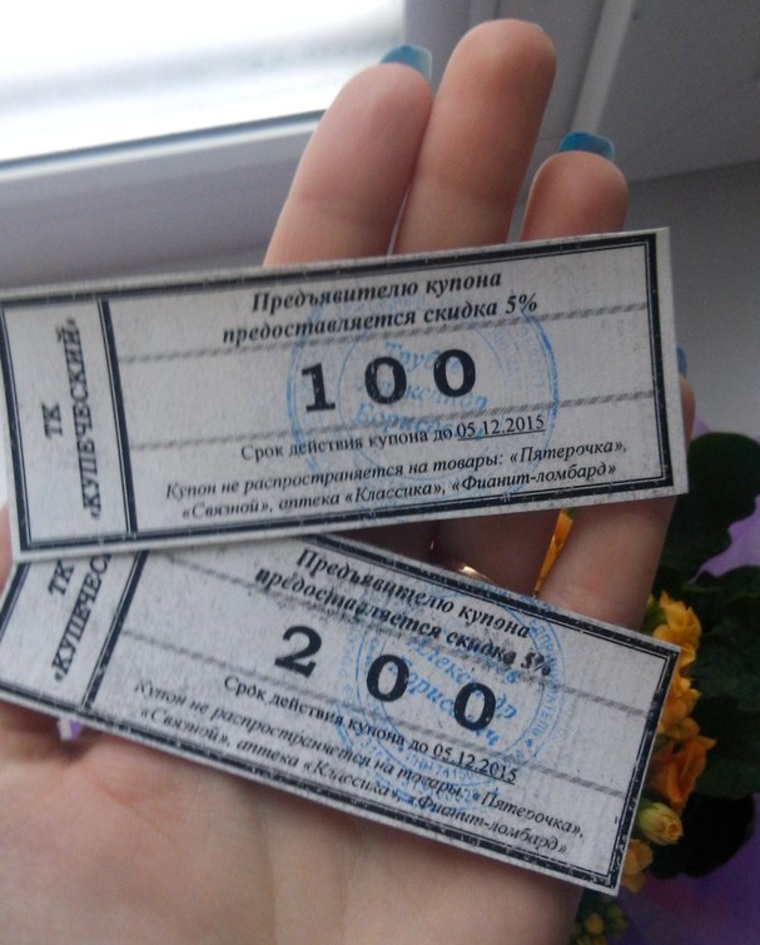 ТК
«КУПЕЧЕСКИЙ»
Предъявителю купона
предоставляется скидка 5%
100
Срок действия купона до 05.12.2015
Купон не распространяется на товары: «Пятерочка»,
«Связной», аптека «Классика», «Фианит-ломбард»
ТК
«КУПЕЧЕС
Предъявителю купона
предоставляется скидка 5%
200
Срок действия купона до 05.12.2015
Купон не распространяется на товары: «Пятерочка»,
«Связной», аптека «Классика», «Фианит-ломбард»
Александр
Борисович